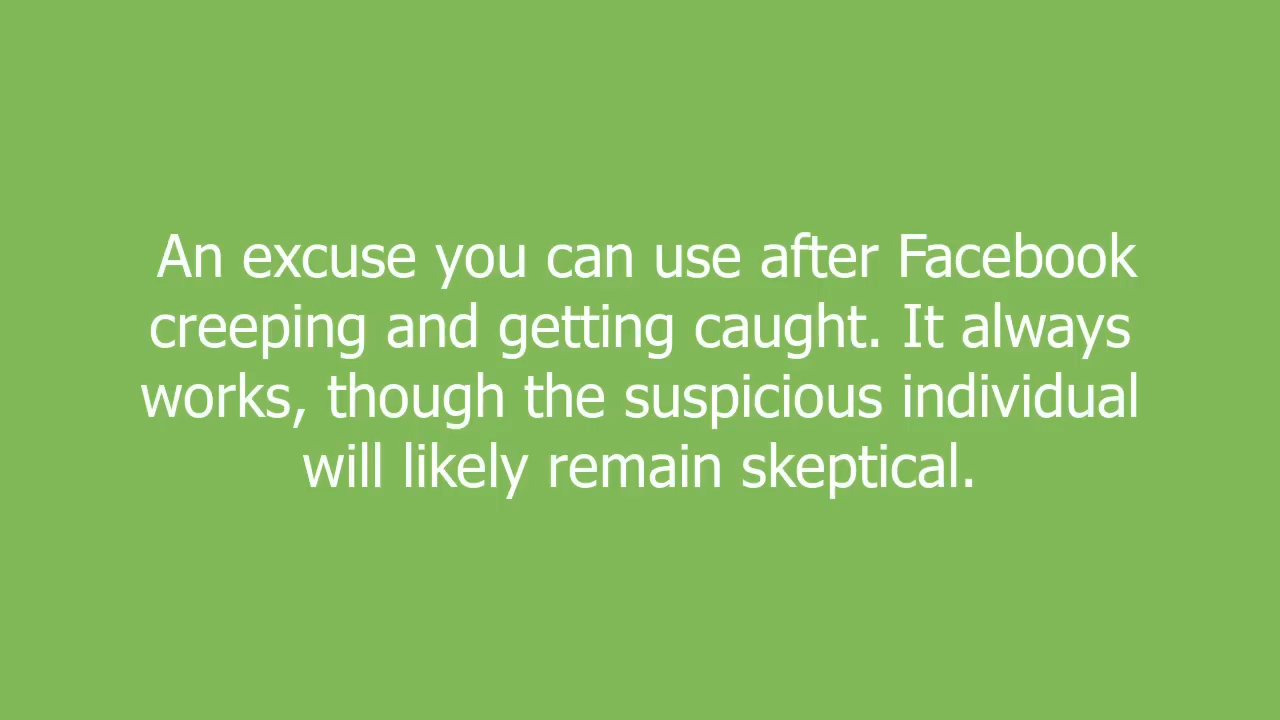 An excuse you can use after Facebook
creeping and getting caught. It always
works, though the suspicious individual
will likely remain skeptical.